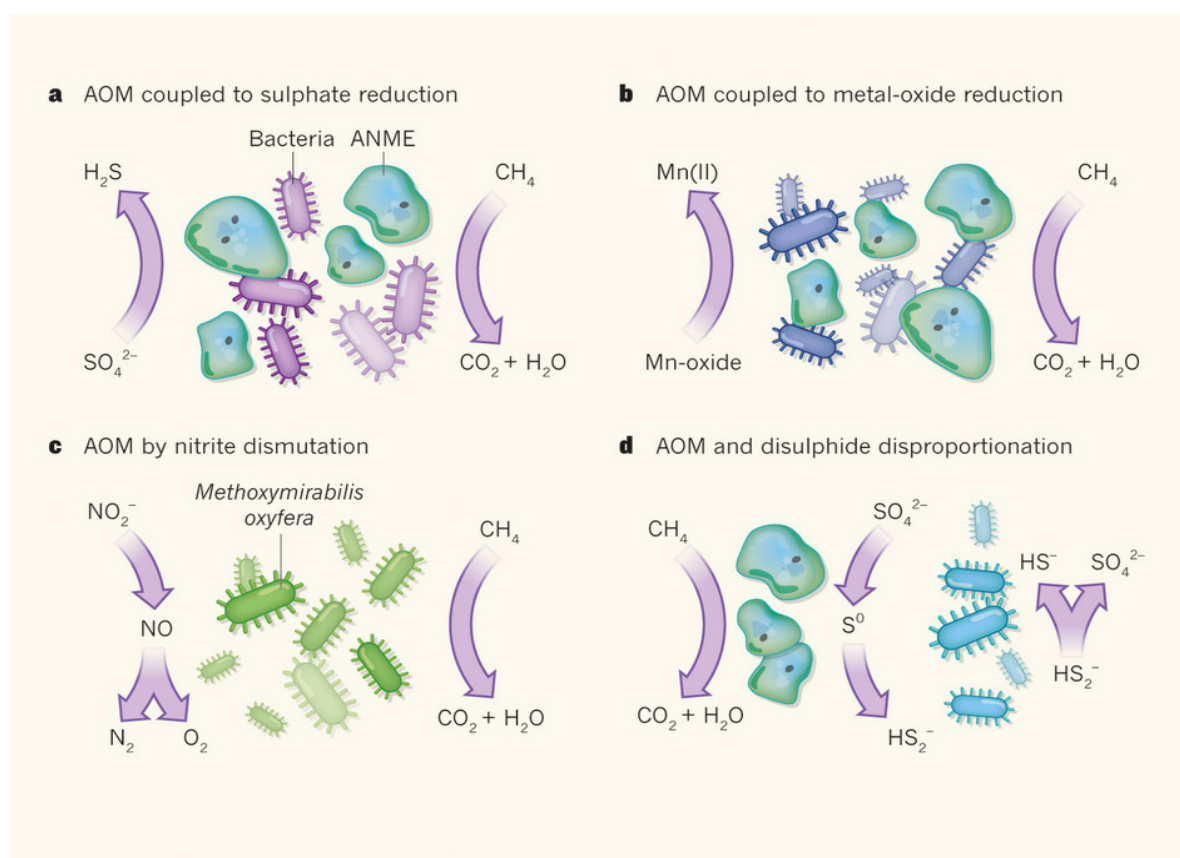 a AOM coupled to sulphate reduction
Bacteria ANME
H₂S
CH₄
SO₄²⁻
CO₂ + H₂O
b AOM coupled to metal-oxide reduction
Mn(II)
CH₄
Mn-oxide
CO₂ + H₂O
c AOM by nitrite dismutation
Methoxymirabilis
oxyfera
NO₂⁻
CH₄
NO
N₂ O₂
CO₂ + H₂O
d AOM and disulphide disproportionation
CH₄
SO₄²⁻
HS⁻ SO₄²⁻
S⁰
HS₂⁻
CO₂ + H₂O
HS₂⁻